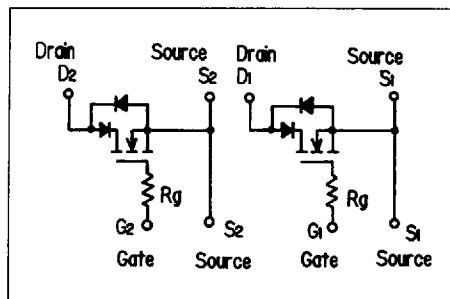 Drain Source Drain Source
D2 S2 D1 S1
Rg Rg
G2 S2 G1 S1
Gate Source Gate Source